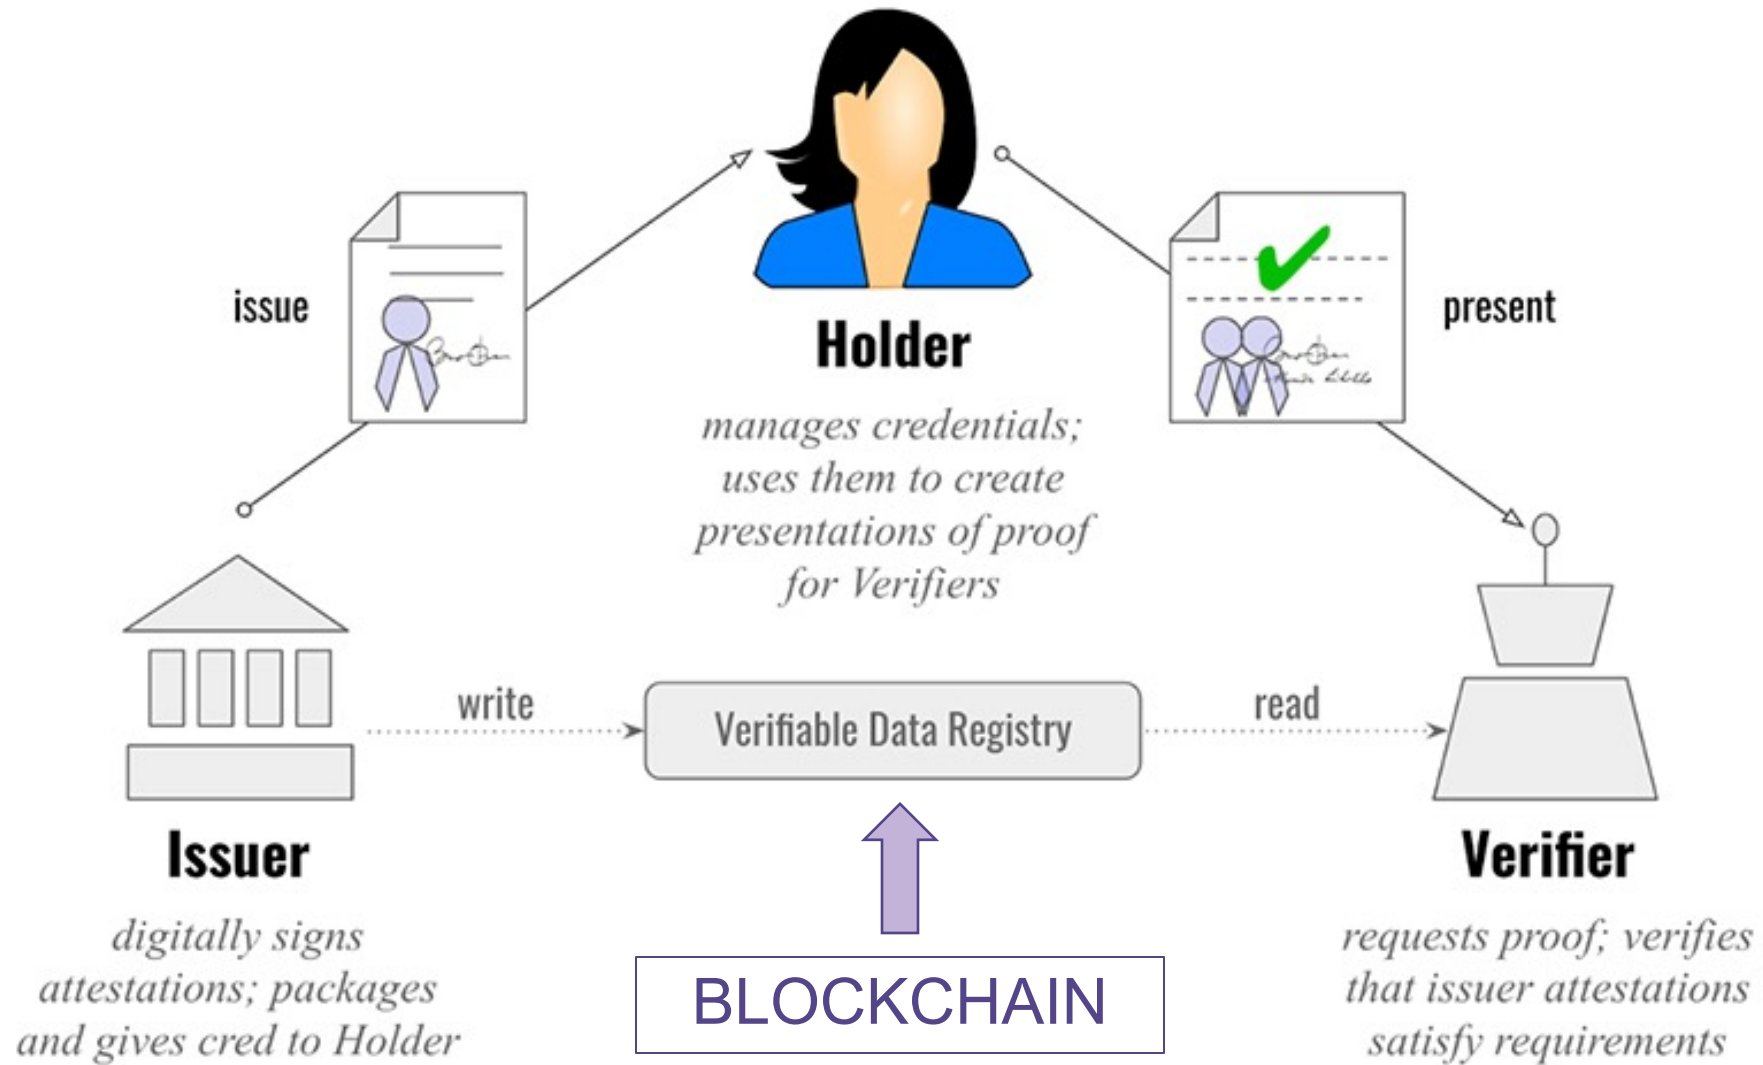 issue
present
Holder
manages credentials;
uses them to create
presentations of proof
for Verifiers
write
Verifiable Data Registry
read
Issuer
digitally signs
attestations; packages
and gives cred to Holder
BLOCKCHAIN
Verifier
requests proof; verifies
that issuer attestations
satisfy requirements